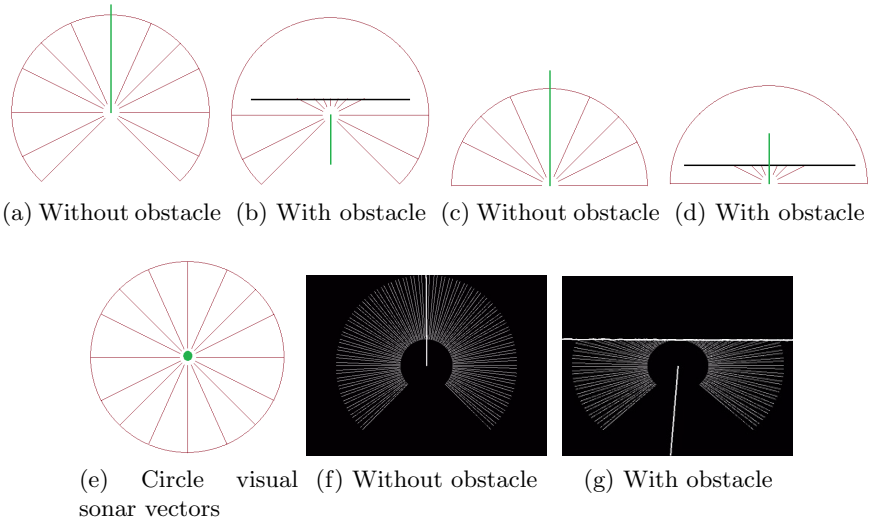 (a) Without obstacle (b) With obstacle (c) Without obstacle (d) With obstacle
(e) Circle visual (f) Without obstacle (g) With obstacle
sonar vectors